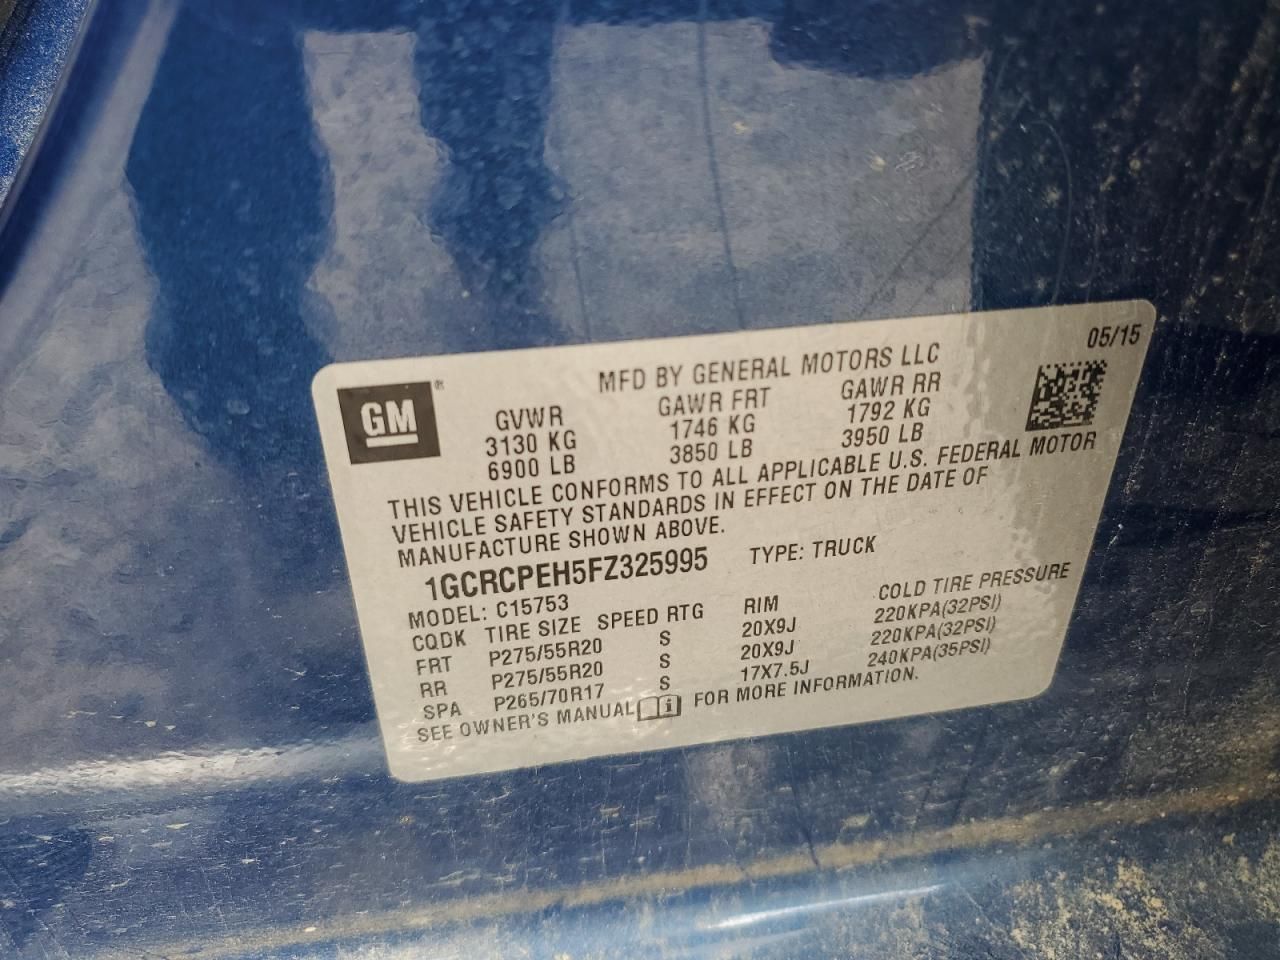 GM ®
MFD BY GENERAL MOTORS LLC
05/15
GVWR GAWR FRT GAWR RR
3130 KG 1746 KG 1792 KG
6900 LB 3850 LB 3950 LB
THIS VEHICLE CONFORMS TO ALL APPLICABLE U.S. FEDERAL MOTOR
VEHICLE SAFETY STANDARDS IN EFFECT ON THE DATE OF
MANUFACTURE SHOWN ABOVE.
1GCRCPEH5FZ325995 TYPE: TRUCK
MODEL: C15753
CQDK TIRE SIZE SPEED RTG RIM COLD TIRE PRESSURE
FRT P275/55R20 S 20X9J 220KPA(32PSI)
RR P275/55R20 S 20X9J 220KPA(32PSI)
SPA P265/70R17 S 17X7.5J 240KPA(35PSI)
SEE OWNER'S MANUAL FOR MORE INFORMATION.